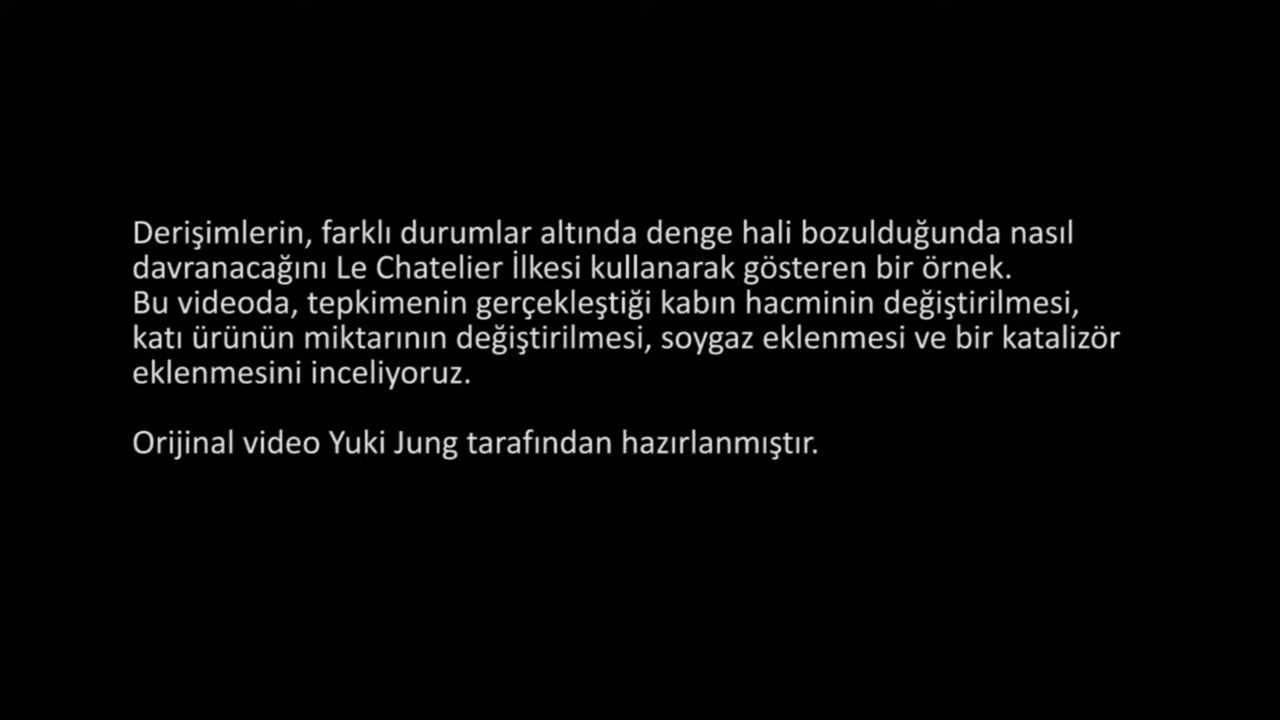 Derişimlerin, farklı durumlar altında denge hali bozulduğunda nasıl
davranacağını Le Chatelier İlkesi kullanarak gösteren bir örnek.
Bu videoda, tepkimenin gerçekleştiği kabın hacminin değiştirilmesi,
katı ürünün miktarının değiştirilmesi, soygaz eklenmesi ve bir katalizör
eklenmesini inceliyoruz.
Orijinal video Yuki Jung tarafından hazırlanmıştır.